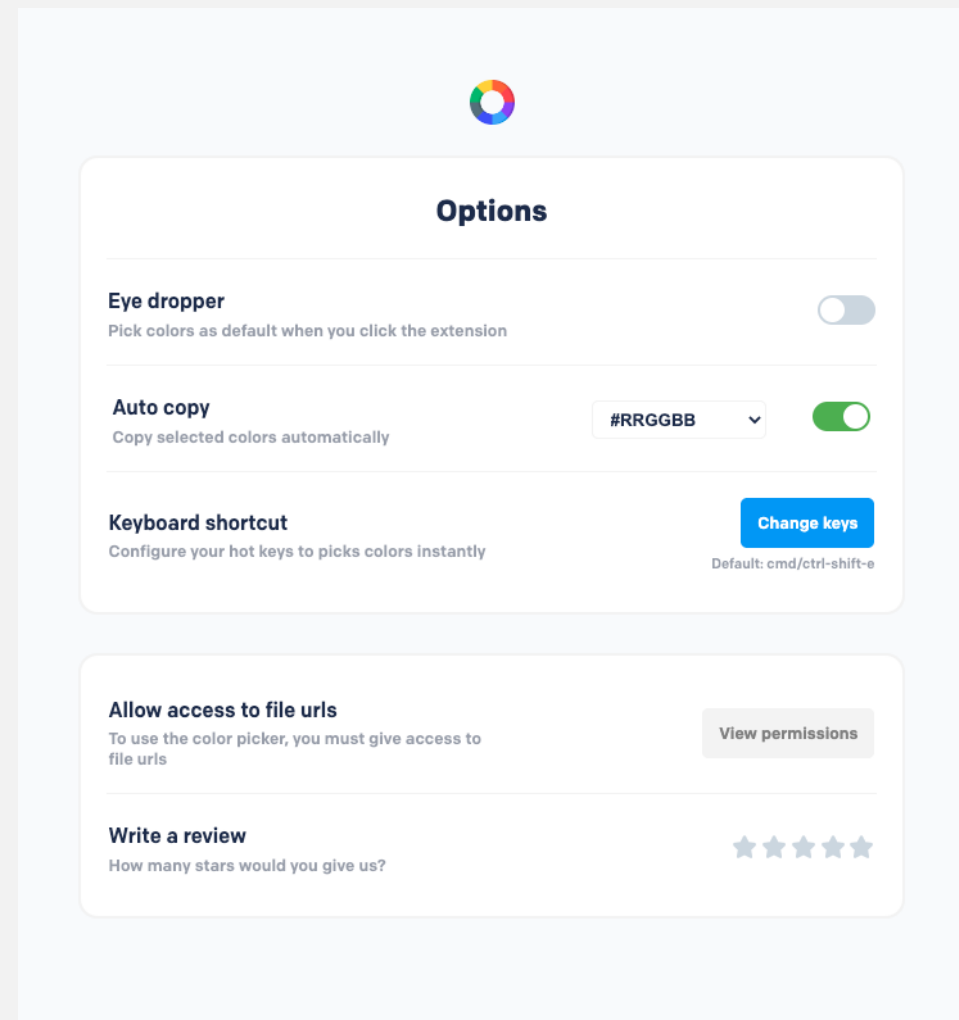 Options
Eye dropper
Pick colors as default when you click the extension
Auto copy
Copy selected colors automatically
#RRGGBB
Keyboard shortcut
Configure your hot keys to picks colors instantly
Change keys
Default: cmd/ctrl-shift-e
Allow access to file urls
To use the color picker, you must give access to
file urls
View permissions
Write a review
How many stars would you give us?